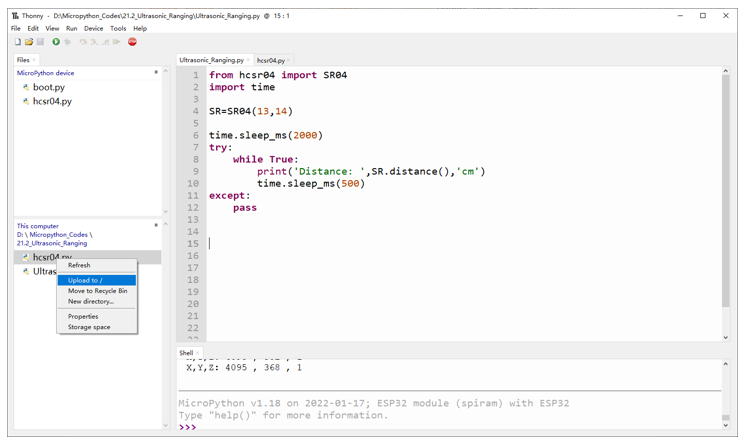 Thonny - D:\Micropython_Codes\21.2_Ultrasonic_Ranging\Ultrasonic_Ranging.py @ 15 : 1
File Edit View Run Device Tools Help
STOP
Files
MicroPython device
boot.py
hcsr04.py
This computer
D: \ Micropython_Codes \
21.2_Ultrasonic_Ranging
hcsr04.py
Ultras
Refresh
Upload to /
Move to Recycle Bin
New directory...
Properties
Storage space
Ultrasonic_Ranging.py hcsr04.py
1 from hcsr04 import SR04
2 import time
3
4 SR=SR04(13,14)
5
6 time.sleep_ms(2000)
7 try:
8 while True:
9 print('Distance: ',SR.distance(),'cm')
10 time.sleep_ms(500)
11 except:
12 pass
13
14
15
16
17
18
19
20
21
22
Shell
X,Y,Z: 4095 , 368 , 1
MicroPython v1.18 on 2022-01-17; ESP32 module (spiram) with ESP32
Type "help()" for more information.
>>>